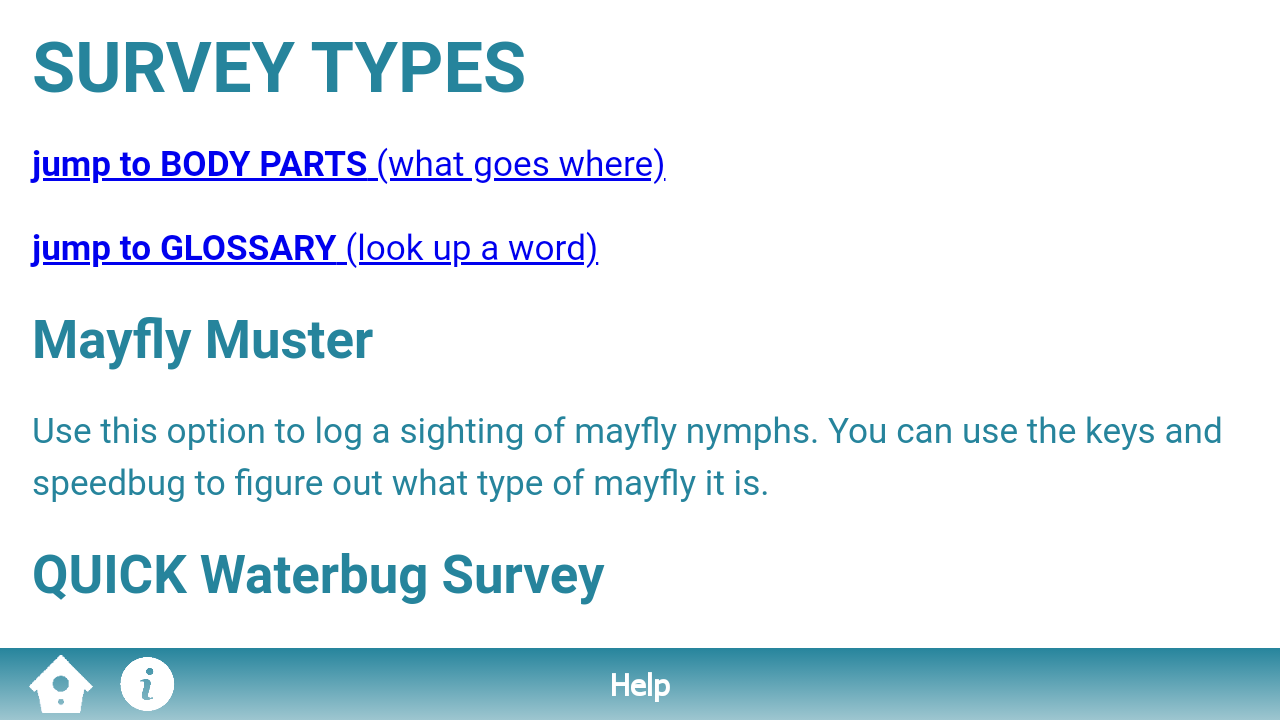 SURVEY TYPES
jump to BODY PARTS (what goes where)
jump to GLOSSARY (look up a word)
Mayfly Muster
Use this option to log a sighting of mayfly nymphs. You can use the keys and
speedbug to figure out what type of mayfly it is.
QUICK Waterbug Survey
Help